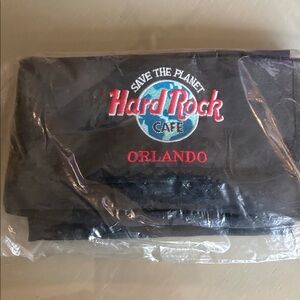 SAVE THE PLANET
Hard Rock
CAFE
ORLANDO